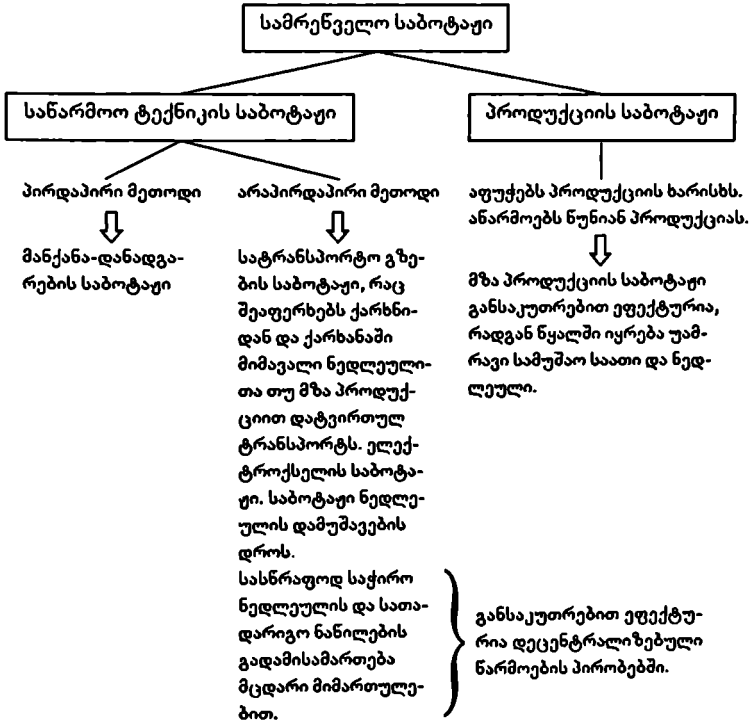 სამრეწველო საბოტაჟი
საწარმოო ტექნიკის საბოტაჟი
პირდაპირი მეთოდი
მანქანა-დანადგა-
რების საბოტაჟი
არაპირდაპირი მეთოდი
სატრანსპორტო გზე-
ბის საბოტაჟი, რაც
შეაფერხებს ქარხნი-
დან და ქარხანაში
მიმავალი ნედლეული-
თა თუ მზა პროდუქ-
ციით დატვირთულ
ტრანსპორტს. ელექ-
ტროქსელის საბოტა-
ჟი. საბოტაჟი ნედლე-
ულის დამუშავების
დროს.
სასწრაფოდ საჭირო
ნედლეულის და სათა-
დარიგო ნაწილების
გადამისამართება
მცდარი მიმართულე-
ბით.
განსაკუთრებით ეფექტუ-
რია დეცენტრალიზებული
წარმოების პირობებში.
პროდუქციის საბოტაჟი
აფუჭებს პროდუქციის ხარისხს.
აწარმოებს წუნიან პროდუქციას.
მზა პროდუქციის საბოტაჟი
განსაკუთრებით ეფექტურია,
რადგან წყალში იყრება უამ-
რავი სამუშაო საათი და ნედ-
ლეული.